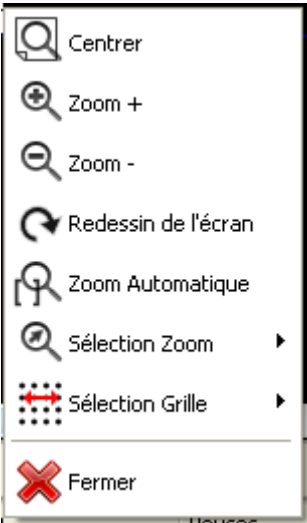 Centrer
Zoom +
Zoom -
Redessin de l'écran
Zoom Automatique
Sélection Zoom
Sélection Grille
Fermer